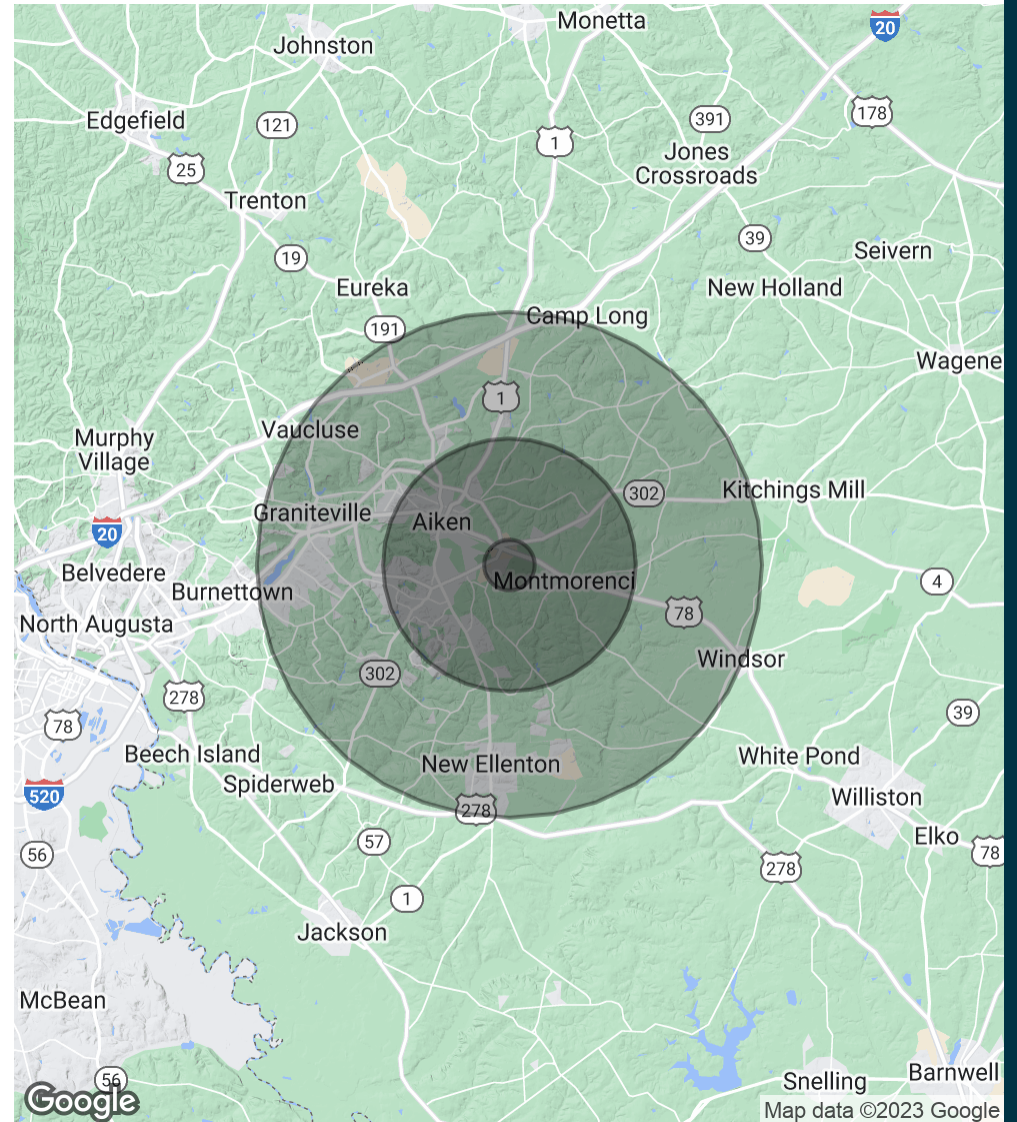 Monetta
20
Johnston
Edgefield
121
391
178
1
Jones
Crossroads
25
Trenton
39
19
Seivern
Eureka
New Holland
Camp Long
191
Wagene
1
Vaucluse
Murphy
Village
302
Kitchings Mill
Graniteville
Aiken
20
Belvedere
Montmorenci
4
Burnettown
North Augusta
78
302
Windsor
278
78
39
Beech Island
New Ellenton
White Pond
Spiderweb
520
Williston
278
Elko
57
56
78
278
1
Jackson
McBean
56
Snelling
Barnwell
Google
Map data ©2023 Google